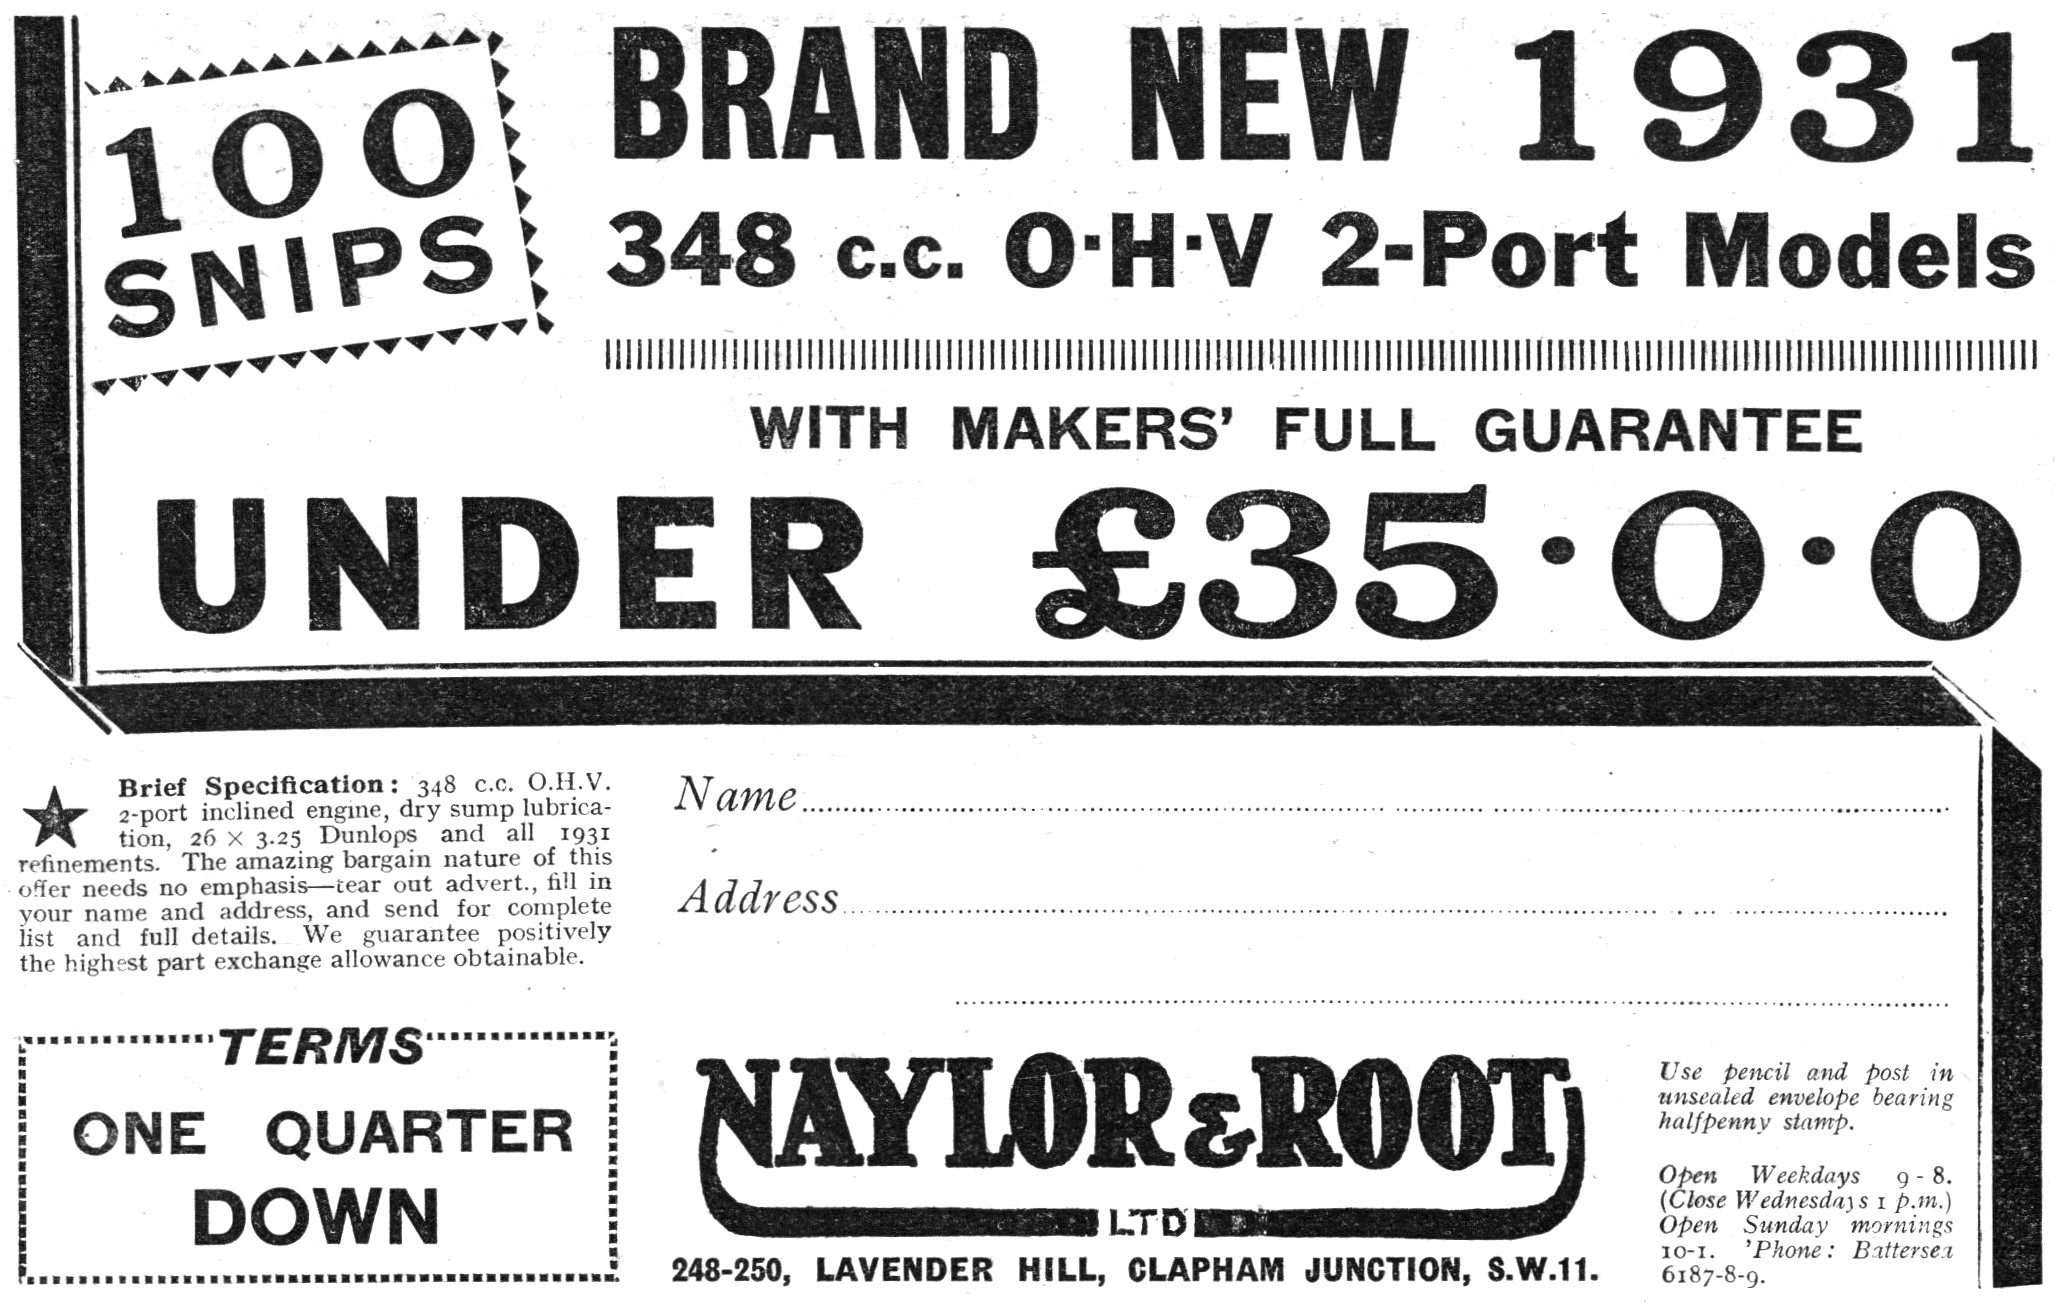 100
SNIPS
BRAND NEW 1931
348 c.c. O·H·V 2-Port Models
WITH MAKERS' FULL GUARANTEE
UNDER £35·0·0
Brief Specification: 348 c.c. O.H.V.
2-port inclined engine, dry sump lubrica-
tion, 26 × 3.25 Dunlops and all 1931
refinements. The amazing bargain nature of this
offer needs no emphasis—tear out advert., fill in
your name and address, and send for complete
list and full details. We guarantee positively
the highest part exchange allowance obtainable.
TERMS
ONE QUARTER
DOWN
Name
Address
NAYLOR & ROOT
LTD
248-250, LAVENDER HILL, CLAPHAM JUNCTION, S.W.11.
Use pencil and post in
unsealed envelope bearing
halfpenny stamp.
Open Weekdays 9-8.
(Close Wednesdays 1 p.m.)
Open Sunday mornings
10-1. 'Phone: Battersea
6187-8-9.